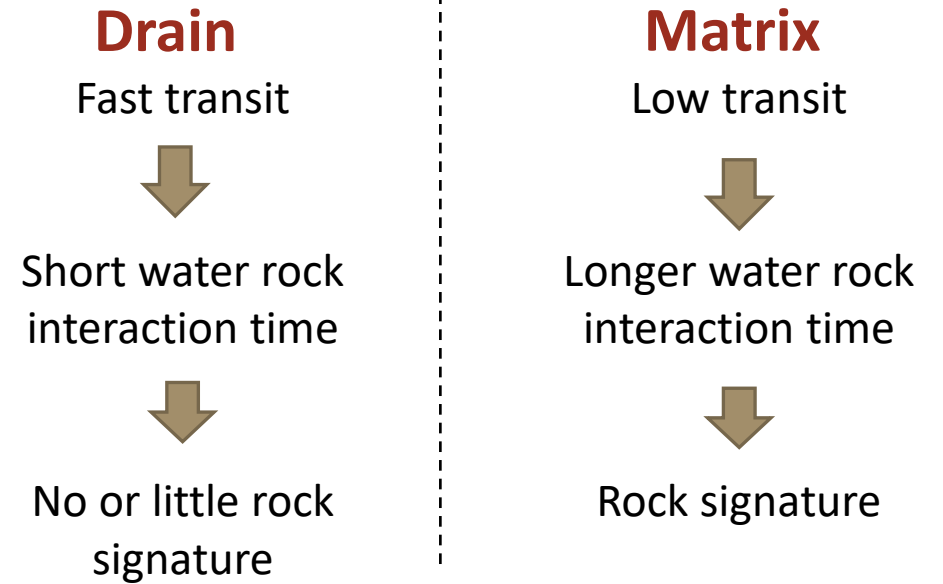 Drain
Fast transit
Short water rock
interaction time
No or little rock
signature
Matrix
Low transit
Longer water rock
interaction time
Rock signature